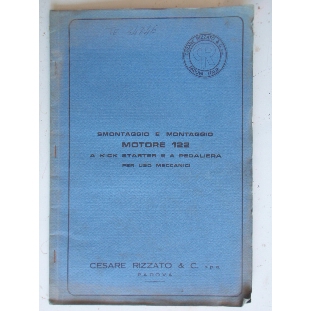 SMONTAGGIO E MONTAGGIO
MOTORE 122
A KICK STARTER E A PEDALIERA
PER USO MECCANICI
CESARE RIZZATO & C. s.p.a.
PADOVA